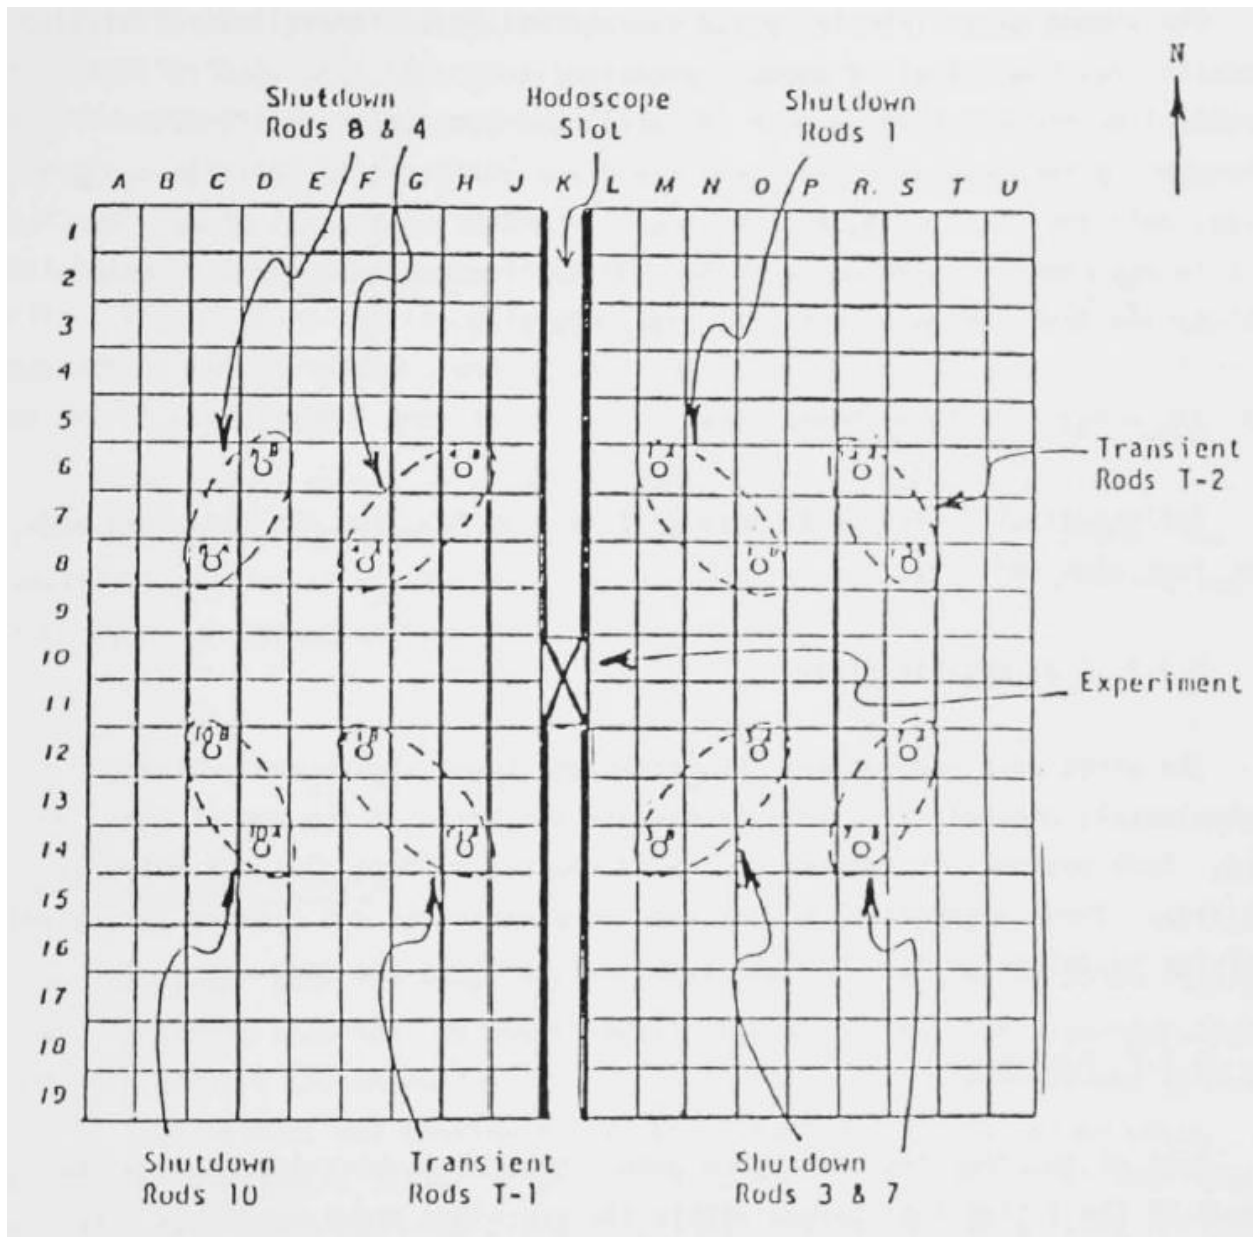 N
Shutdown
Rods 8 & 4
Hodoscope
Slot
Shutdown
Rods 1
A B C D E F G H J K L M N O P R S T U
1
2
3
4
5
6
7
8
9
10
11
12
13
14
15
16
17
18
19
Transient
Rods T-2
Experiment
10 B
10 A
Shutdown
Rods 10
Transient
Rods T-1
Shutdown
Rods 3 & 7